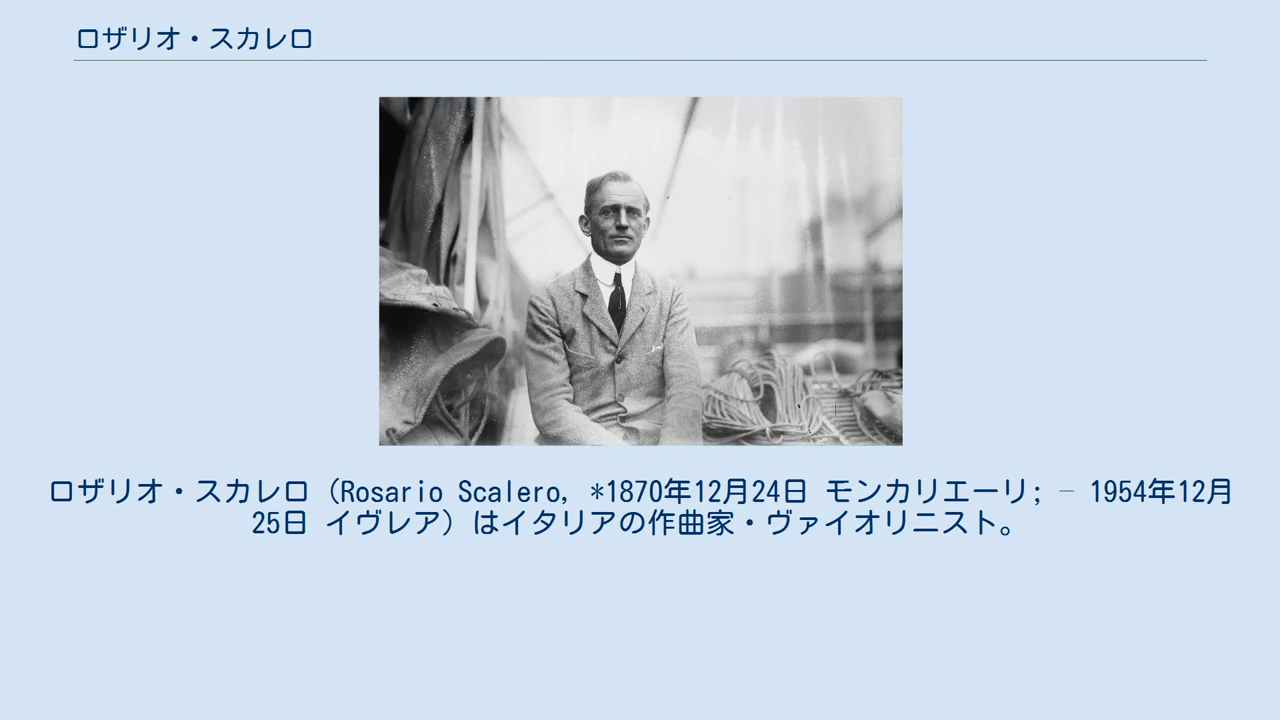 ロザリオ・スカレロ
ロザリオ・スカレロ（Rosario Scalero, *1870年12月24日 モンカリエーリ; – 1954年12月
25日 イヴレア）はイタリアの作曲家・ヴァイオリニスト。